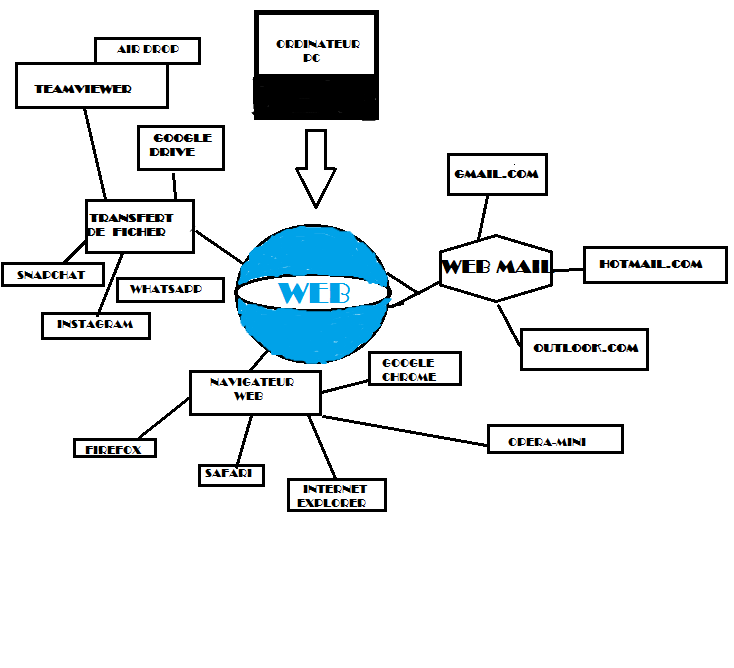 ORDINATEUR
PC
AIR DROP
TEAMVIEWER
GOOGLE
DRIVE
GMAIL.COM
TRANSFERT
DE FICHER
WEB MAIL
HOTMAIL.COM
SNAPCHAT
WHATSAPP
WEB
INSTAGRAM
OUTLOOK.COM
GOOGLE
CHROME
NAVIGATEUR
WEB
FIREFOX
OPERA-MINI
SAFARI
INTERNET
EXPLORER